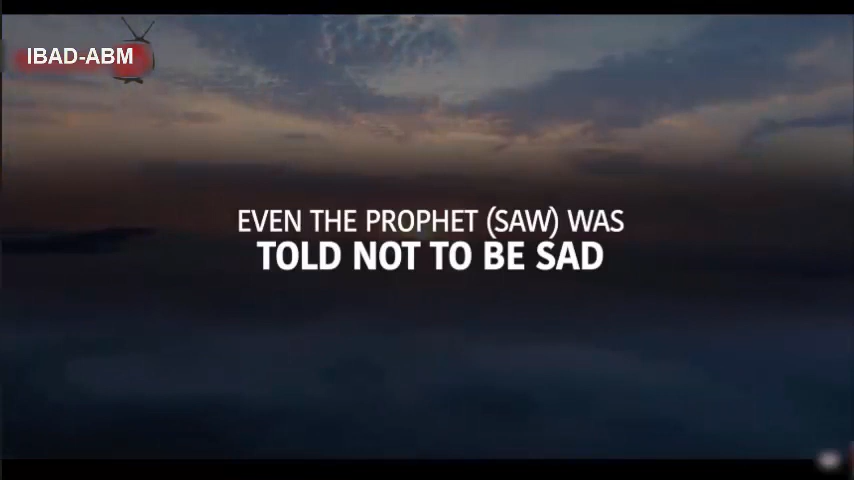 IBAD-ABM
EVEN THE PROPHET (SAW) WAS
TOLD NOT TO BE SAD